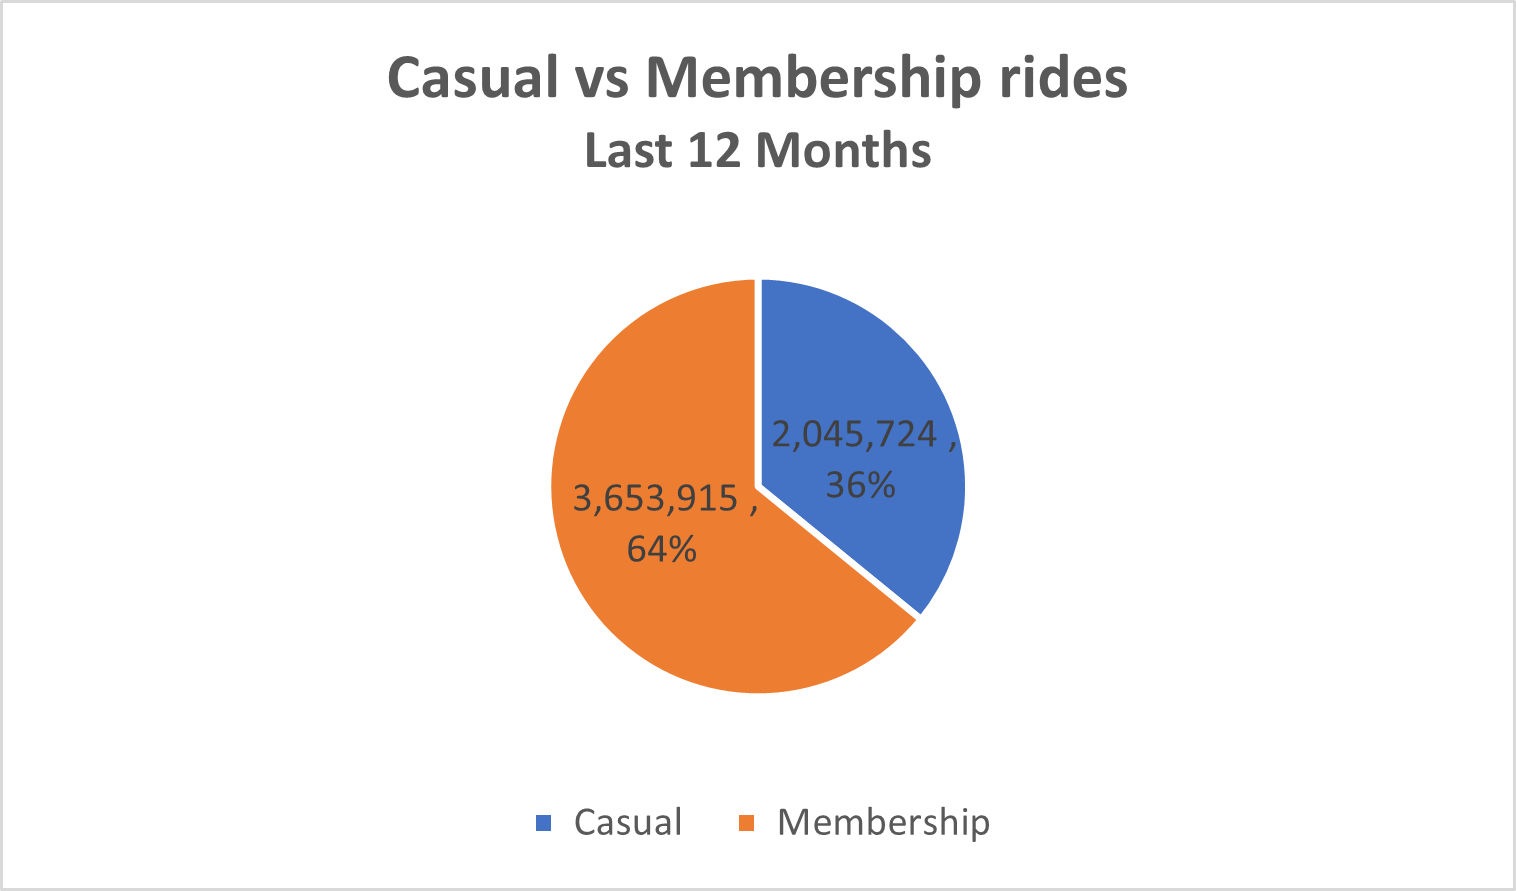 Casual vs Membership rides
Last 12 Months
2,045,724 ,
36%
3,653,915 ,
64%
Casual
Membership